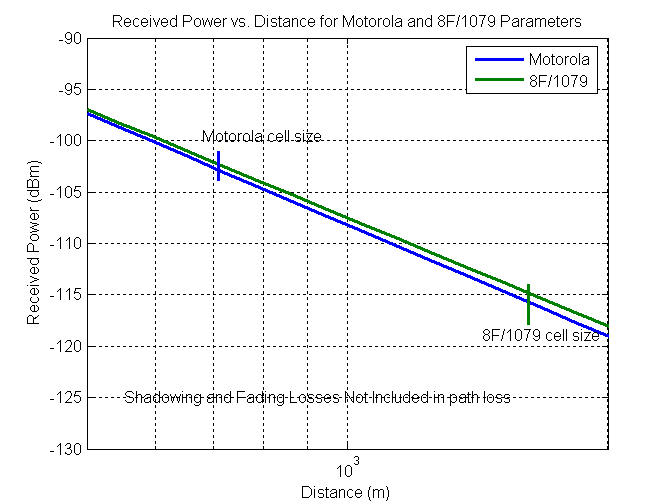 Received Power vs. Distance for Motorola and 8F/1079 Parameters
-90
Motorola
8F/1079
-95
-100
Motorola cell size
-105
-110
-115
8F/1079 cell size
-120
-125
Shadowing and Fading Losses Not Included in path loss
-130
10^3
Distance (m)
Received Power (dBm)